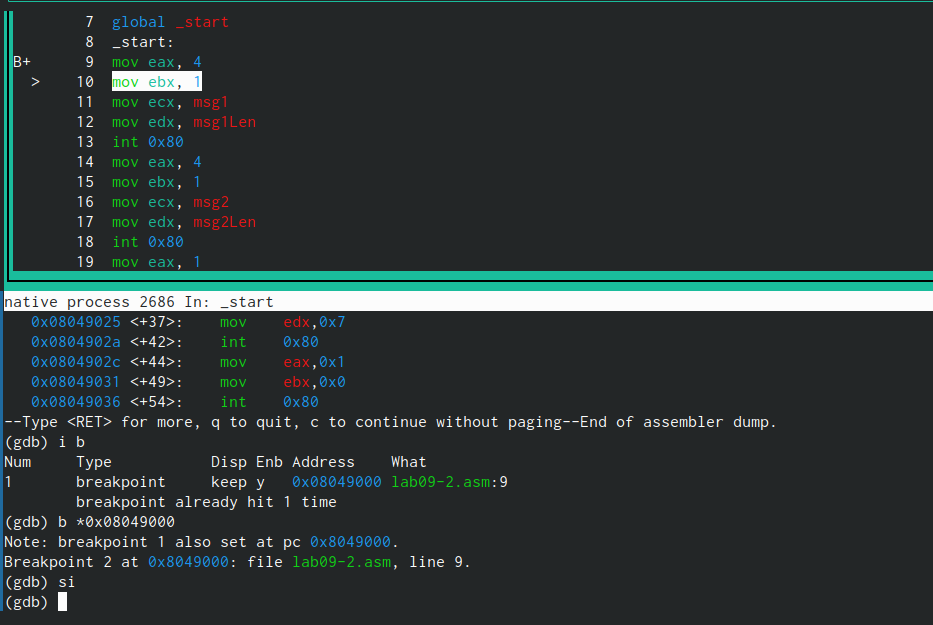 7 global _start
8 _start:
B+ 9 mov eax, 4
> 10 mov ebx, 1
11 mov ecx, msg1
12 mov edx, msg1Len
13 int 0x80
14 mov eax, 4
15 mov ebx, 1
16 mov ecx, msg2
17 mov edx, msg2Len
18 int 0x80
19 mov eax, 1
native process 2686 In: _start
0x08049025 <+37>: mov edx,0x7
0x0804902a <+42>: int 0x80
0x0804902c <+44>: mov eax,0x1
0x08049031 <+49>: mov ebx,0x0
0x08049036 <+54>: int 0x80
--Type <RET> for more, q to quit, c to continue without paging--End of assembler dump.
(gdb) i b
Num Type Disp Enb Address What
1 breakpoint keep y 0x08049000 lab09-2.asm:9
breakpoint already hit 1 time
(gdb) b *0x08049000
Note: breakpoint 1 also set at pc 0x8049000.
Breakpoint 2 at 0x8049000: file lab09-2.asm, line 9.
(gdb) si
(gdb)